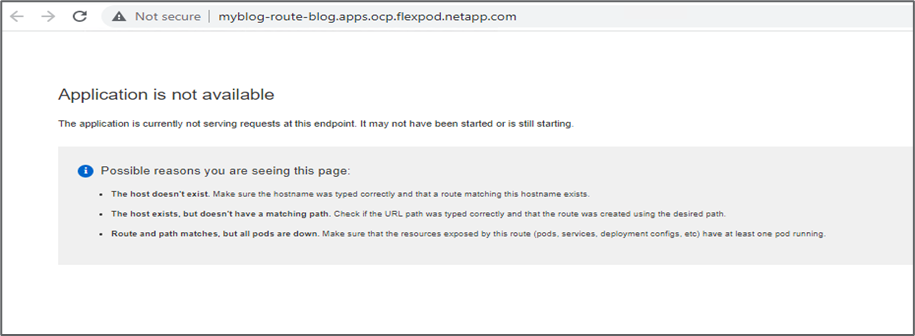 Not secure | myblog-route-blog.apps.ocp.flexpod.netapp.com
Application is not available
The application is currently not serving requests at this endpoint. It may not have been started or is still starting.
Possible reasons you are seeing this page:
• The host doesn't exist. Make sure the hostname was typed correctly and that a route matching this hostname exists.
• The host exists, but doesn't have a matching path. Check if the URL path was typed correctly and that the route was created using the desired path.
• Route and path matches, but all pods are down. Make sure that the resources exposed by this route (pods, services, deployment configs, etc) have at least one pod running.